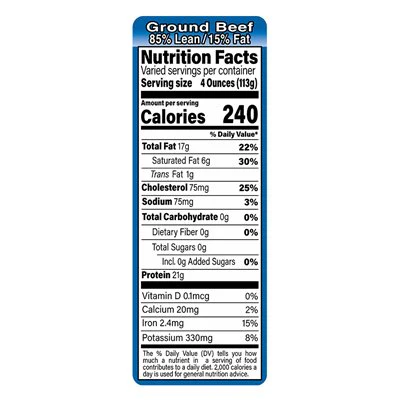 Ground Beef
85% Lean / 15% Fat
Nutrition Facts
Varied servings per container
Serving size 4 Ounces (113g)
Amount per serving
Calories 240
% Daily Value*
Total Fat 17g 22%
Saturated Fat 6g 30%
Trans Fat 1g
Cholesterol 75mg 25%
Sodium 75mg 3%
Total Carbohydrate 0g 0%
Dietary Fiber 0g 0%
Total Sugars 0g
Incl. 0g Added Sugars 0%
Protein 21g
Vitamin D 0.1mcg 0%
Calcium 20mg 2%
Iron 2.4mg 15%
Potassium 330mg 8%
The % Daily Value (DV) tells you how
much a nutrient in a serving of food
contributes to a daily diet. 2,000 calories a
day is used for general nutrition advice.